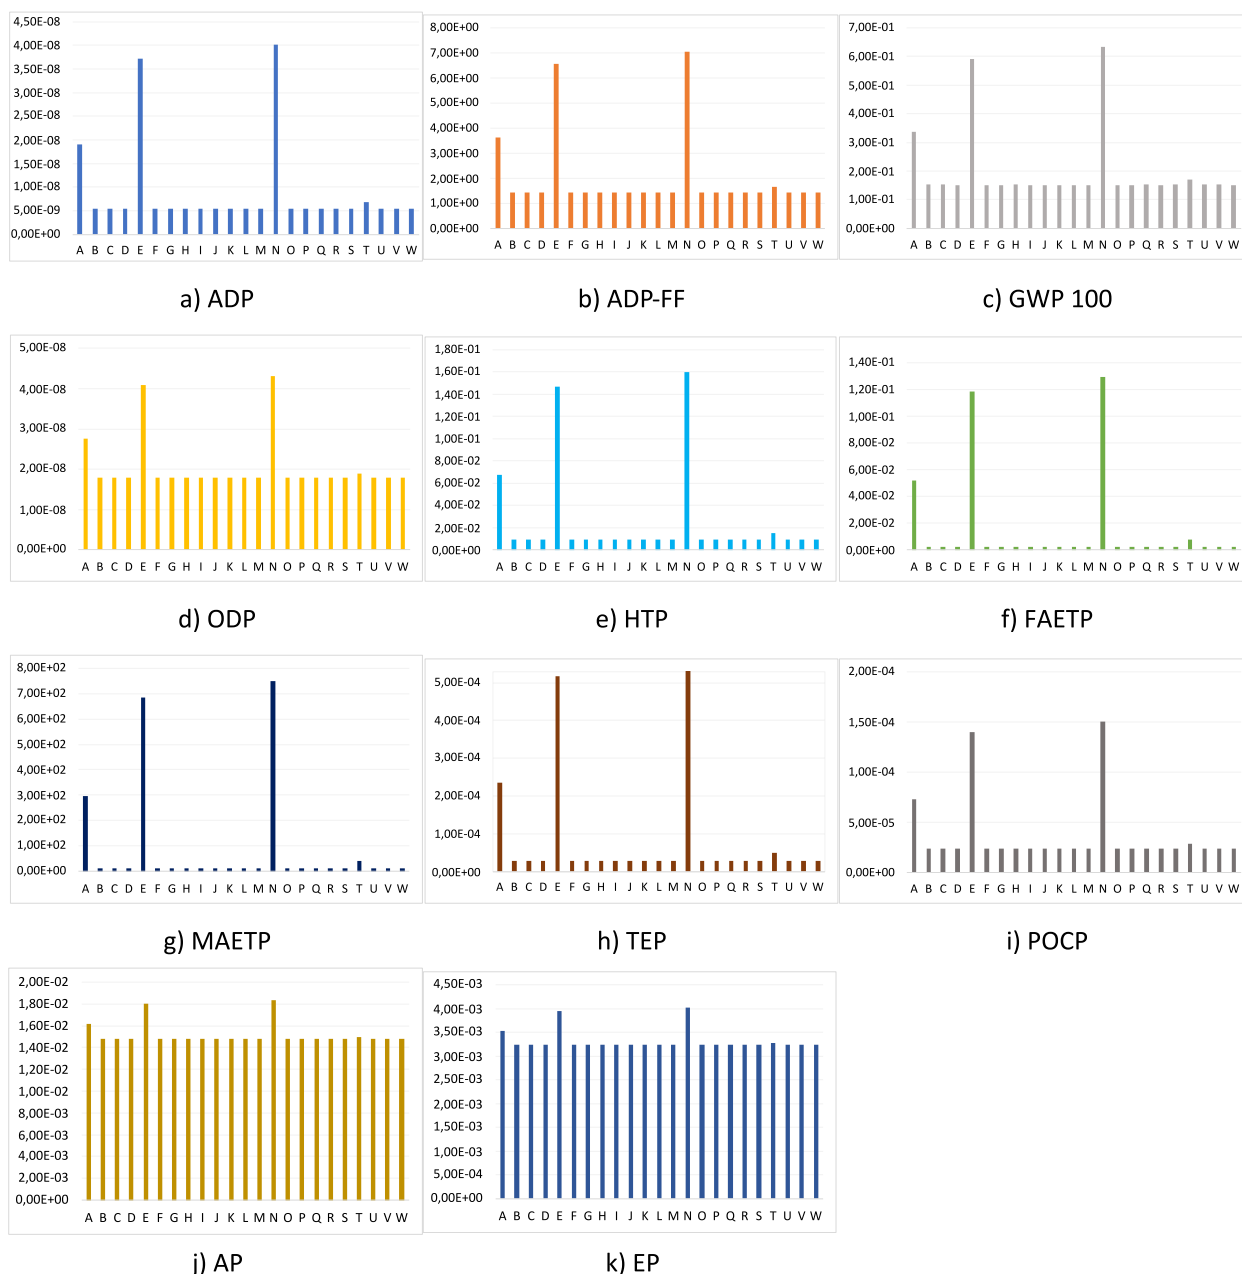 4,50E-08
4,00E-08
3,50E-08
3,00E-08
2,50E-08
2,00E-08
1,50E-08
1,00E-08
5,00E-09
0,00E+00
A B C D E F G H I J K L M N O P Q R S T U V W
a) ADP
8,00E+00
7,00E+00
6,00E+00
5,00E+00
4,00E+00
3,00E+00
2,00E+00
1,00E+00
0,00E+00
A B C D E F G H I J K L M N O P Q R S T U V W
b) ADP-FF
7,00E-01
6,00E-01
5,00E-01
4,00E-01
3,00E-01
2,00E-01
1,00E-01
0,00E+00
A B C D E F G H I J K L M N O P Q R S T U V W
c) GWP 100
5,00E-08
4,00E-08
3,00E-08
2,00E-08
1,00E-08
0,00E+00
A B C D E F G H I J K L M N O P Q R S T U V W
d) ODP
1,80E-01
1,60E-01
1,40E-01
1,20E-01
1,00E-01
8,00E-02
6,00E-02
4,00E-02
2,00E-02
0,00E+00
A B C D E F G H I J K L M N O P Q R S T U V W
e) HTP
1,40E-01
1,20E-01
1,00E-01
8,00E-02
6,00E-02
4,00E-02
2,00E-02
0,00E+00
A B C D E F G H I J K L M N O P Q R S T U V W
f) FAETP
8,00E+02
7,00E+02
6,00E+02
5,00E+02
4,00E+02
3,00E+02
2,00E+02
1,00E+02
0,00E+00
A B C D E F G H I J K L M N O P Q R S T U V W
g) MAETP
5,00E-04
4,00E-04
3,00E-04
2,00E-04
1,00E-04
0,00E+00
A B C D E F G H I J K L M N O P Q R S T U V W
h) TEP
2,00E-04
1,50E-04
1,00E-04
5,00E-05
0,00E+00
A B C D E F G H I J K L M N O P Q R S T U V W
i) POCP
2,00E-02
1,80E-02
1,60E-02
1,40E-02
1,20E-02
1,00E-02
8,00E-03
6,00E-03
4,00E-03
2,00E-03
0,00E+00
A B C D E F G H I J K L M N O P Q R S T U V W
j) AP
4,50E-03
4,00E-03
3,50E-03
3,00E-03
2,50E-03
2,00E-03
1,50E-03
1,00E-03
5,00E-04
0,00E+00
A B C D E F G H I J K L M N O P Q R S T U V W
k) EP